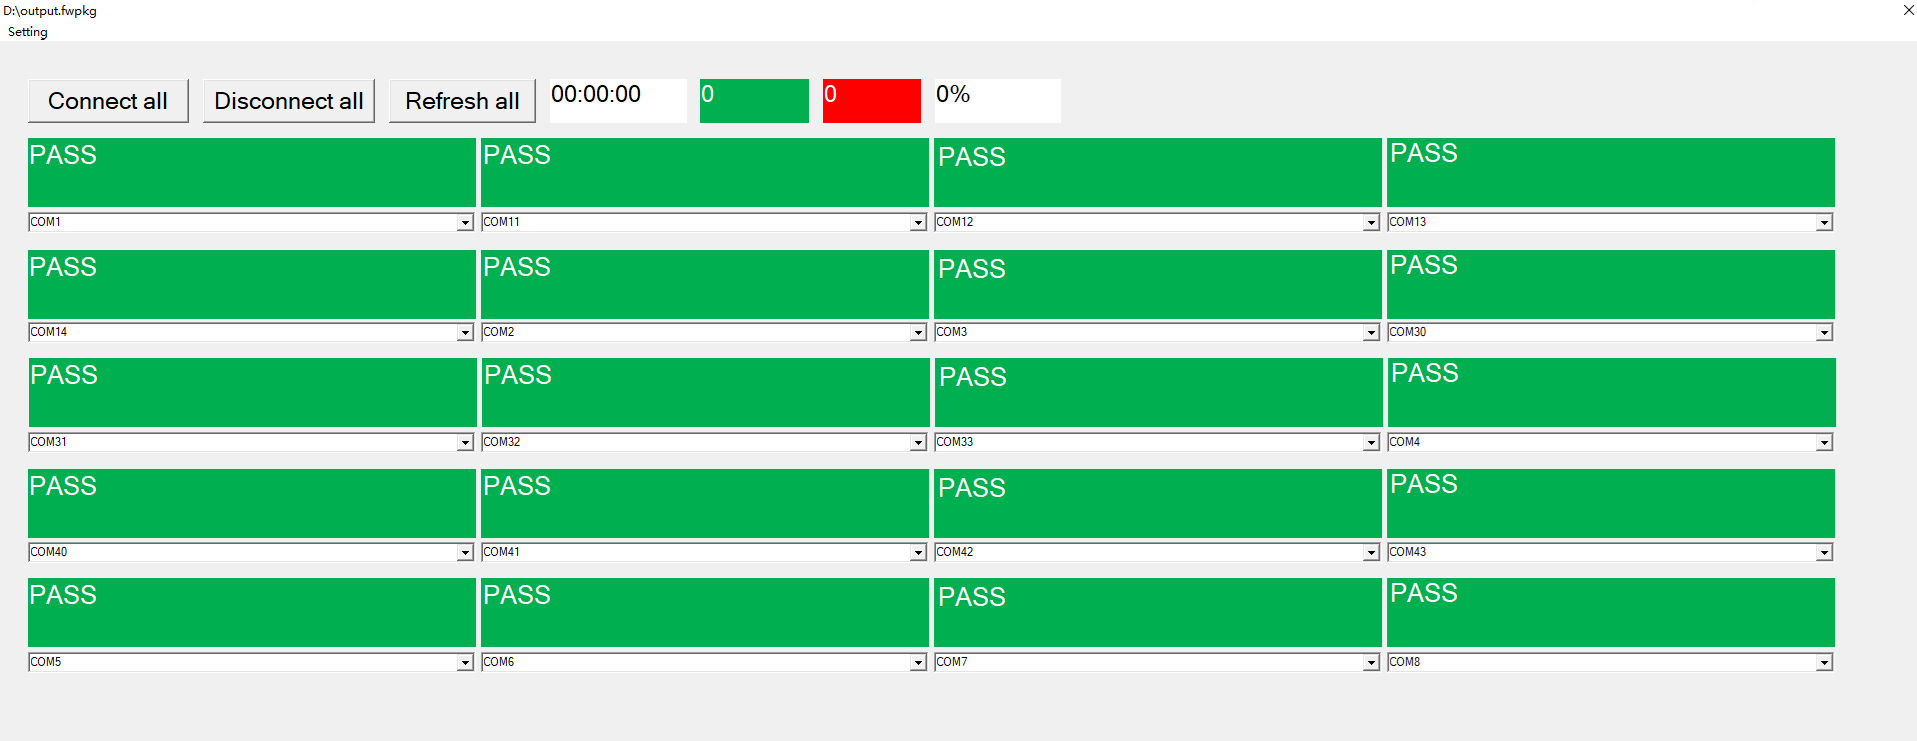 D:\output.fwpkg
Setting
Connect all Disconnect all Refresh all 00:00:00 0 0 0%
PASS PASS PASS PASS
COM1 COM11 COM12 COM13
PASS PASS PASS PASS
COM14 COM2 COM3 COM30
PASS PASS PASS PASS
COM31 COM32 COM33 COM4
PASS PASS PASS PASS
COM40 COM41 COM42 COM43
PASS PASS PASS PASS
COM5 COM6 COM7 COM8